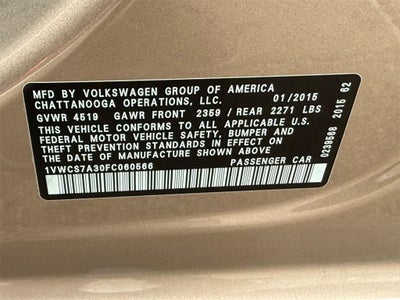 MFD BY VOLKSWAGEN GROUP OF AMERICA
CHATTANOOGA OPERATIONS, LLC. 01/2015
GVWR 4519 GAWR FRONT 2359 / REAR 2271 LBS
THIS VEHICLE CONFORMS TO ALL APPLICABLE U.S.
FEDERAL MOTOR VEHICLE SAFETY, BUMPER AND
THEFT PREVENTION STANDARDS IN EFFECT ON
THE DATE OF MANUFACTURE SHOWN ABOVE.
1VWCS7A30FC060566 PASSENGER CAR
0239568 2015 62